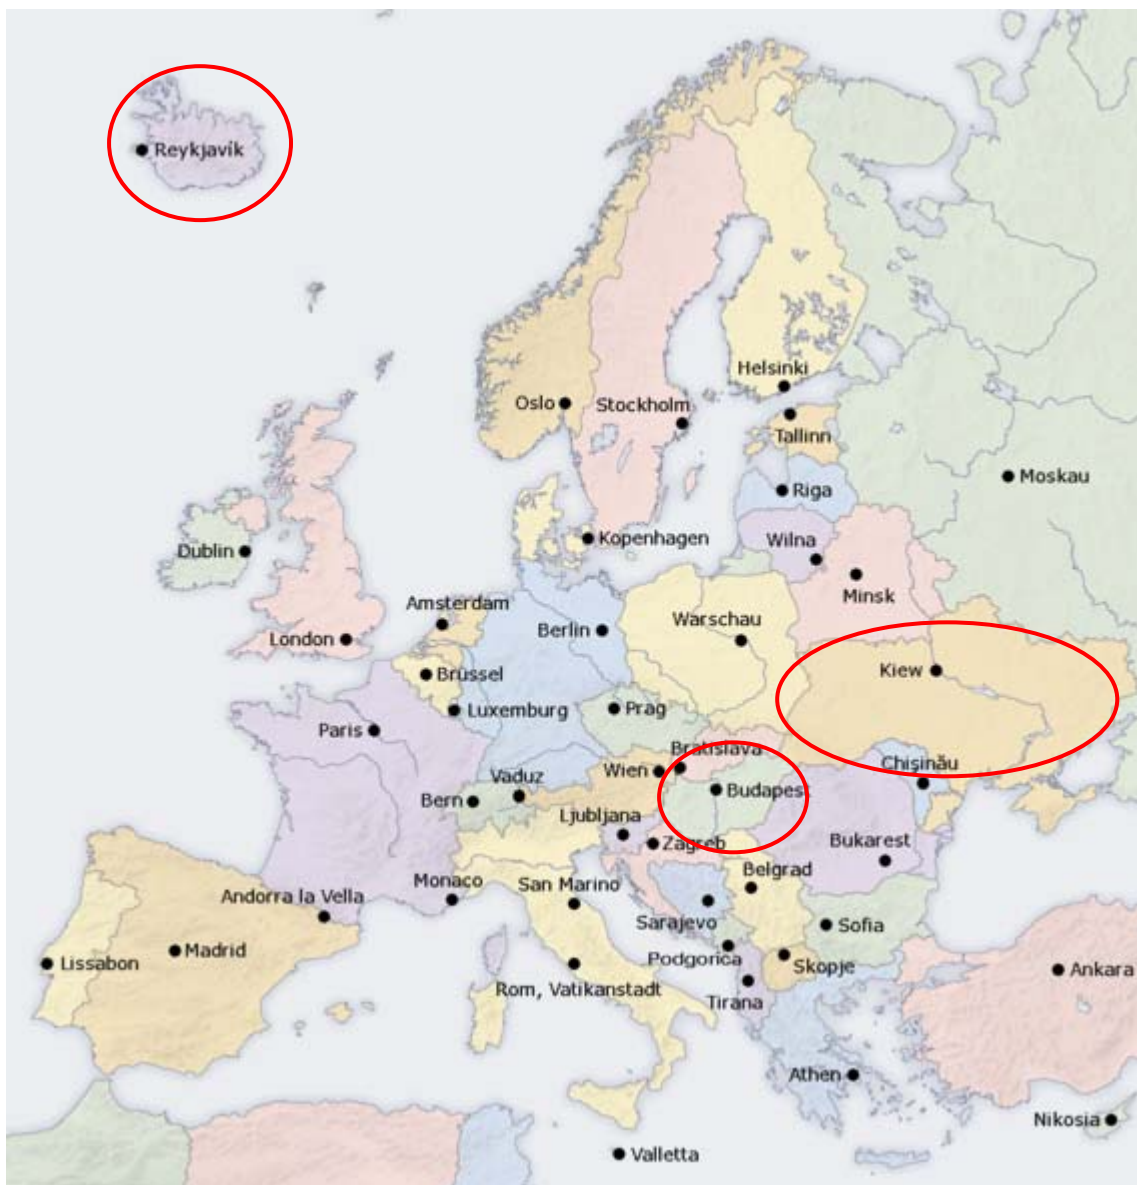 Reykjavík
Helsinki
Oslo
Stockholm
Tallinn
Moskau
Riga
Dublin
Kopenhagen
Wilna
Minsk
Amsterdam
Berlin
Warschau
London
Kiew
Brüssel
Luxemburg
Prag
Paris
Bratislava
Wien
Chişinău
Vaduz
Budapest
Bern
Ljubljana
Zagreb
Bukarest
Belgrad
Monaco
San Marino
Andorra la Vella
Sarajevo
Sofia
Madrid
Lissabon
Podgorica
Skopje
Ankara
Rom, Vatikanstadt
Tirana
Athen
Nikosia
Valletta